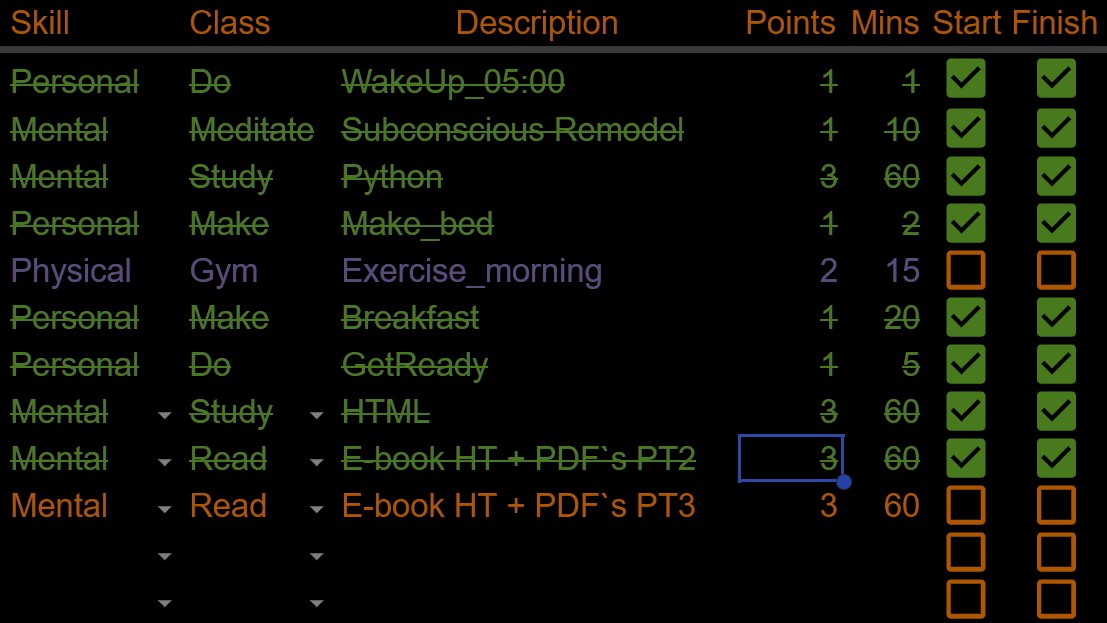 Skill Class Description Points Mins Start Finish
Personal Do WakeUp_05:00 1 1
Mental Meditate Subconscious Remodel 1 10
Mental Study Python 3 60
Personal Make Make_bed 1 2
Physical Gym Exercise_morning 2 15
Personal Make Breakfast 1 20
Personal Do GetReady 1 5
Mental Study HTML 3 60
Mental Read E-book HT + PDF`s PT2 3 60
Mental Read E-book HT + PDF`s PT3 3 60